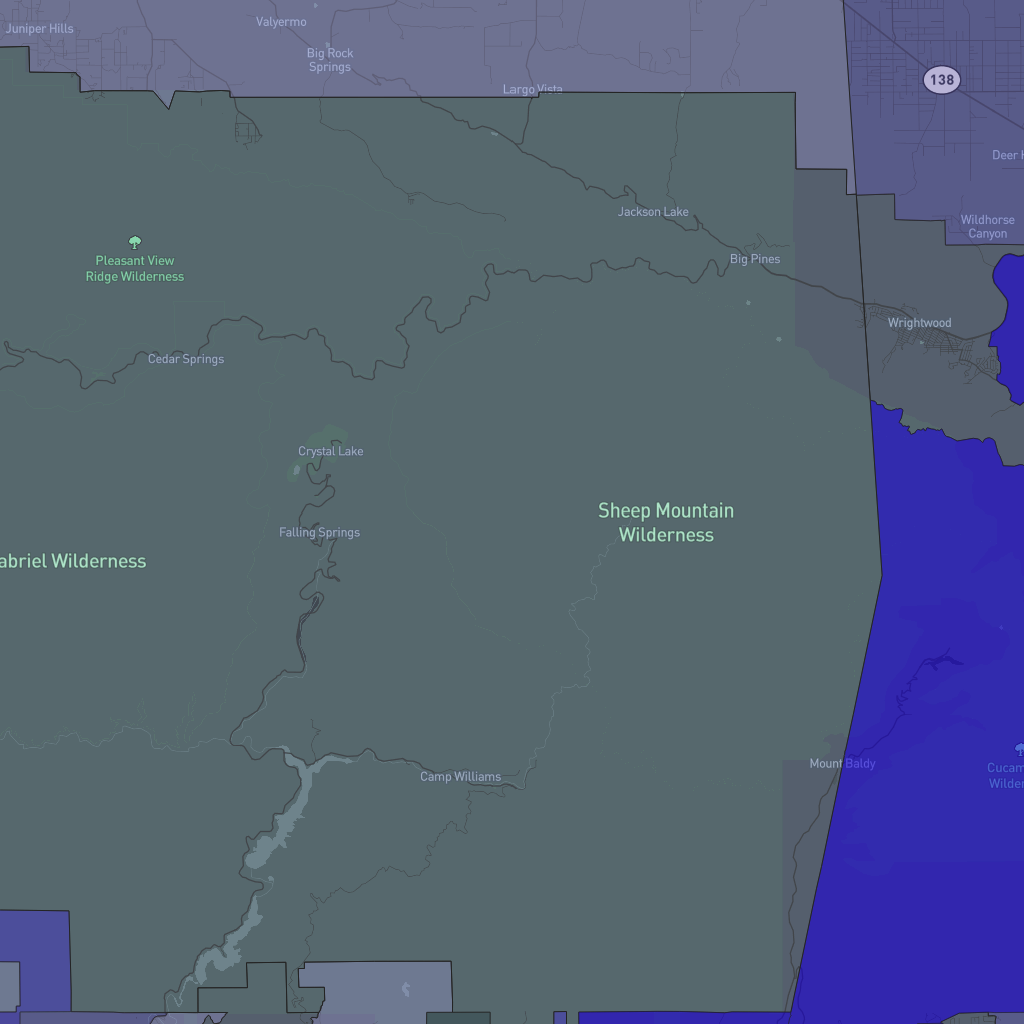 Juniper Hills
Valyermo
Big Rock
Springs
Largo Vista
138
Deer
Jackson Lake
Wildhorse
Canyon
Pleasant View
Ridge Wilderness
Big Pines
Wrightwood
Cedar Springs
Crystal Lake
Sheep Mountain
Wilderness
Falling Springs
abriel Wilderness
Mount Baldy
Camp Williams
Cucam
Wilder